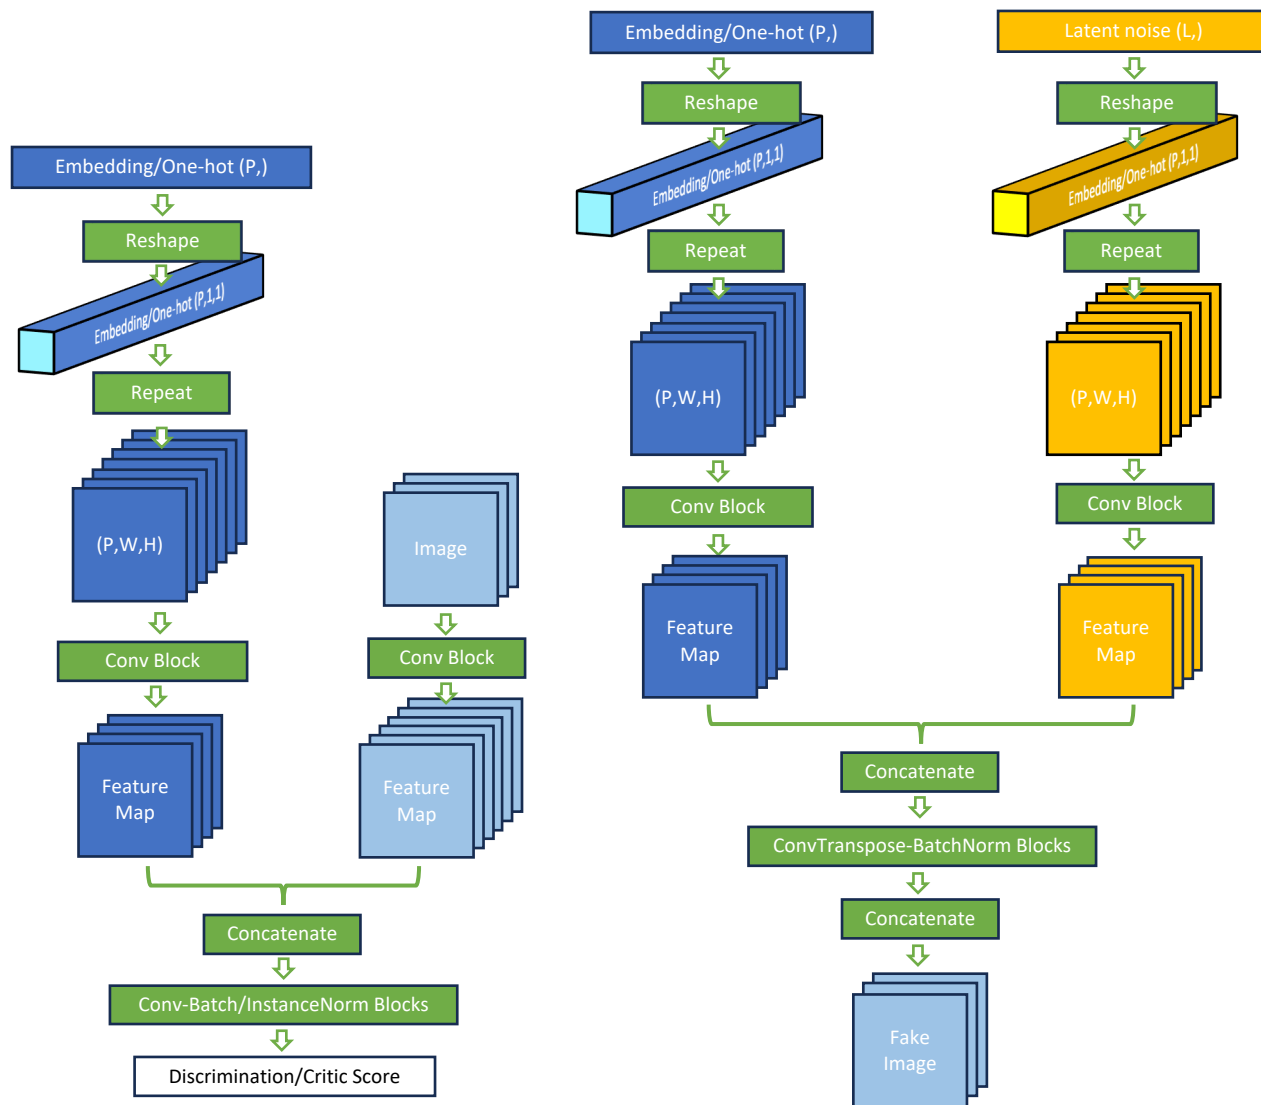 Embedding/One-hot (P,)
Reshape
Embedding/One-hot (P,1,1)
Repeat
(P,W,H)
Conv Block
Feature
Map
Image
Conv Block
Feature
Map
Concatenate
Conv-Batch/InstanceNorm Blocks
Discrimination/Critic Score
Embedding/One-hot (P,)
Reshape
Embedding/One-hot (P,1,1)
Repeat
(P,W,H)
Conv Block
Feature
Map
Latent noise (L,)
Reshape
Embedding/One-hot (P,1,1)
Repeat
(P,W,H)
Conv Block
Feature
Map
Concatenate
ConvTranspose-BatchNorm Blocks
Concatenate
Fake
Image